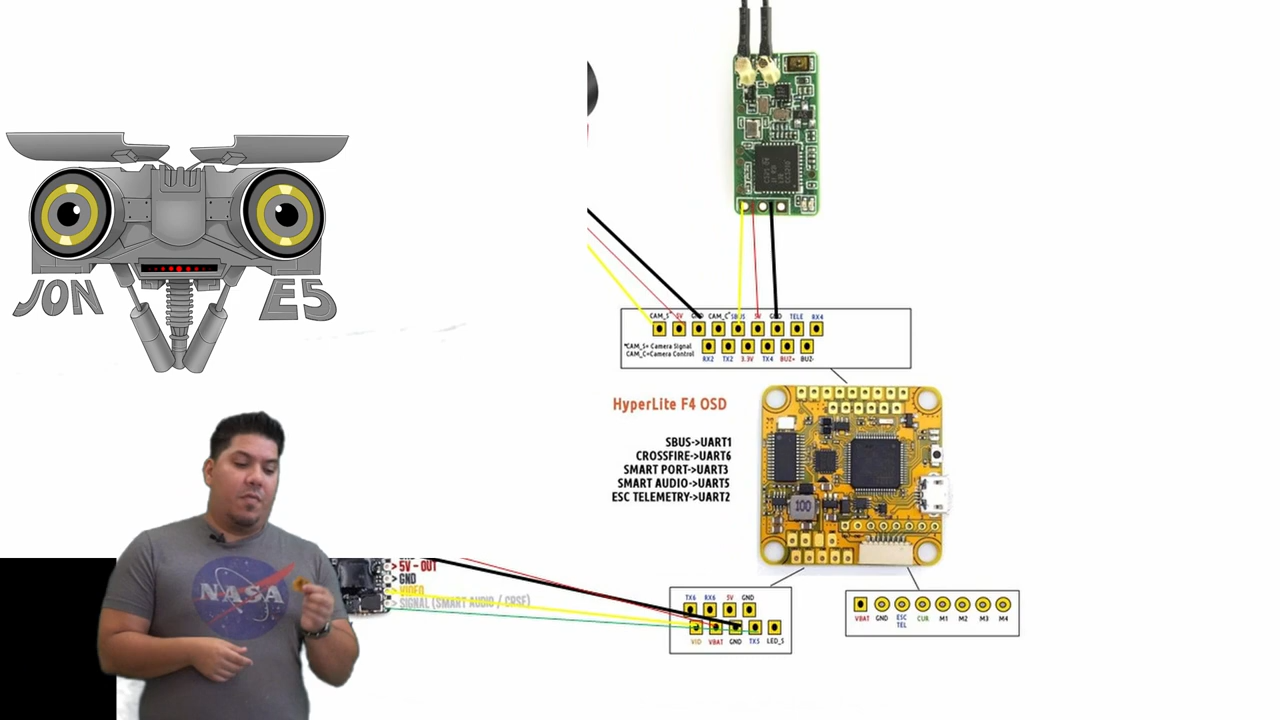 JON E5
CAM_S* 5V GND CAM_C* SBUS 5V GND TELE RX4
*CAM_S= Camera Signal
CAM_C=Camera Control
RX2 TX2 3.3V TX4 BUZ+ BUZ-
HyperLite F4 OSD
SBUS->UART1
CROSSFIRE->UART6
SMART PORT->UART3
SMART AUDIO->UART5
ESC TELEMETRY->UART2
100
NASA
> 5V - OUT
> GND
> VIDEO
> SIGNAL (SMART AUDIO / CRSF)
TX6 RX6 5V GND
VID VBAT GND TX5 LED_S
VBAT GND ESC TEL CUR M1 M2 M3 M4